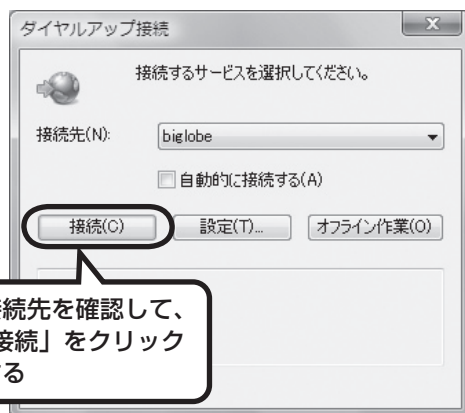 ダイヤルアップ接続
接続するサービスを選択してください。
接続先(N):
biglobe
自動的に接続する(A)
接続(C)
設定(T)...
オフライン作業(O)
続先を確認して、
接続」をクリック
る